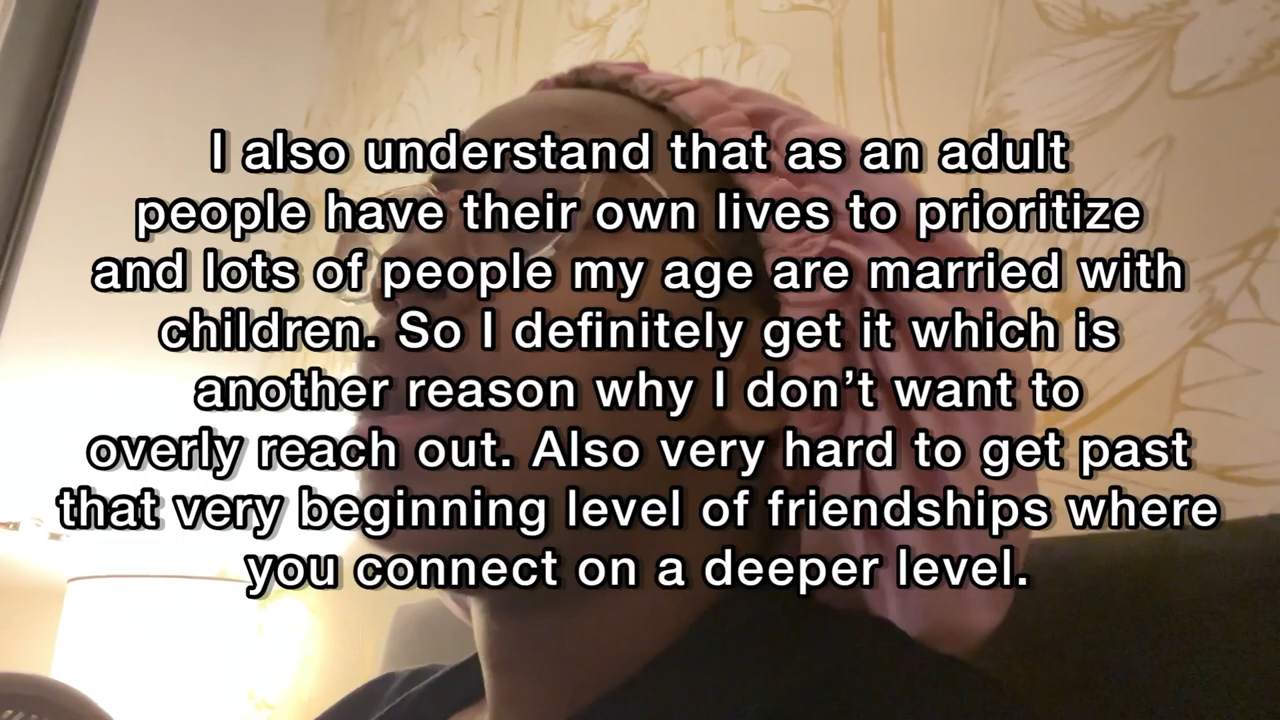 I also understand that as an adult
people have their own lives to prioritize
and lots of people my age are married with
children. So I definitely get it which is
another reason why I don’t want to
overly reach out. Also very hard to get past
that very beginning level of friendships where
you connect on a deeper level.